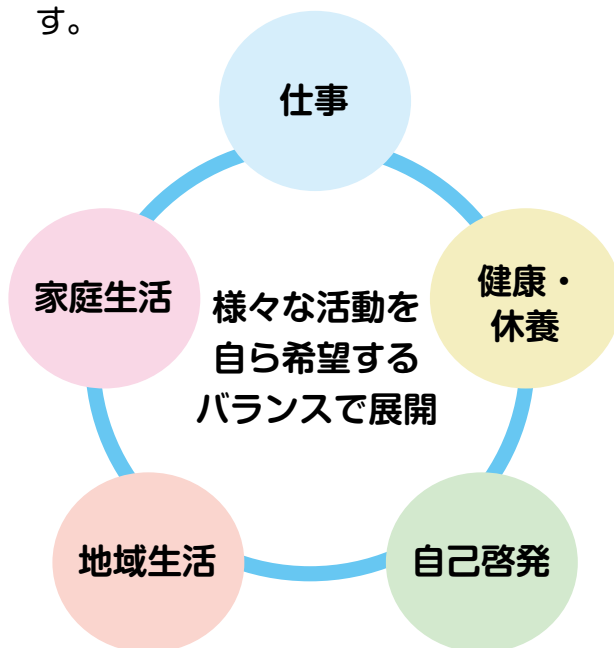 す。
仕事
健康・
休養
家庭生活
様々な活動を
自ら希望する
バランスで展開
地域生活
自己啓発